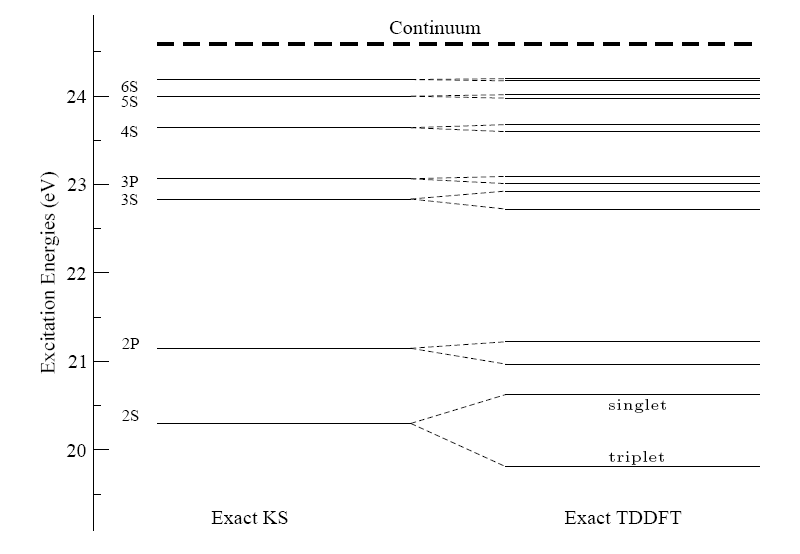 Continuum
6S
24
5S
4S
3P
23
3S
22
2P
21
2S
singlet
20
triplet
Excitation Energies (eV)
Exact KS
Exact TDDFT